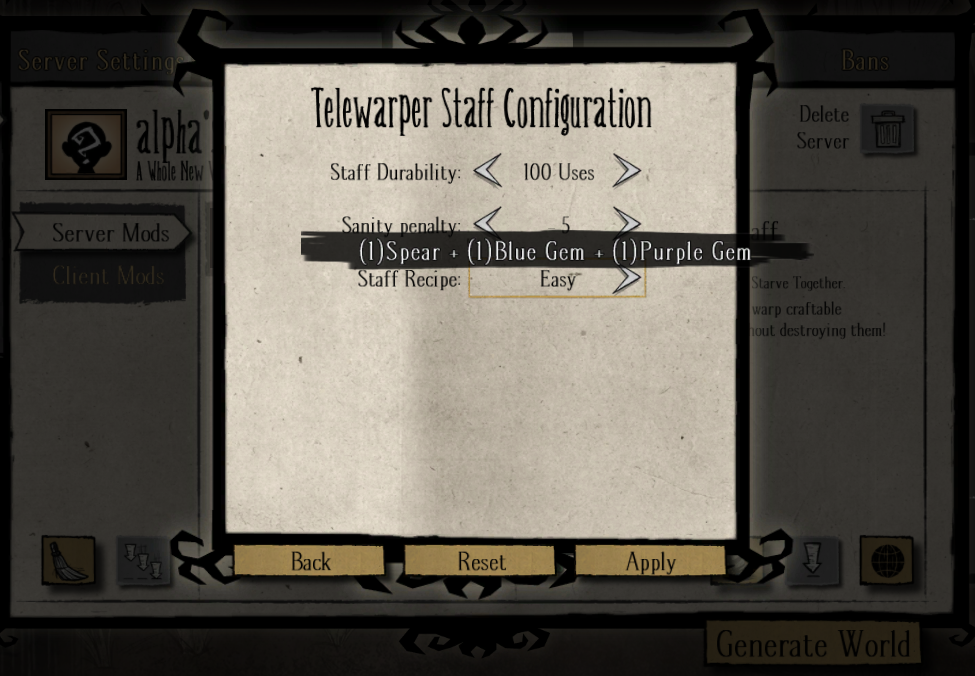 Server Settings
Bans
Telewarper Staff Configuration
alpha'
A Whole New
Delete
Server
Staff Durability: 100 Uses
Server Mods
Sanity penalty: 5
(1)Spear + (1)Blue Gem + (1)Purple Gem
Client Mods
Staff Recipe: Easy
Starve Together
warp craftable
out destroying them!
Back
Reset
Apply
Generate World